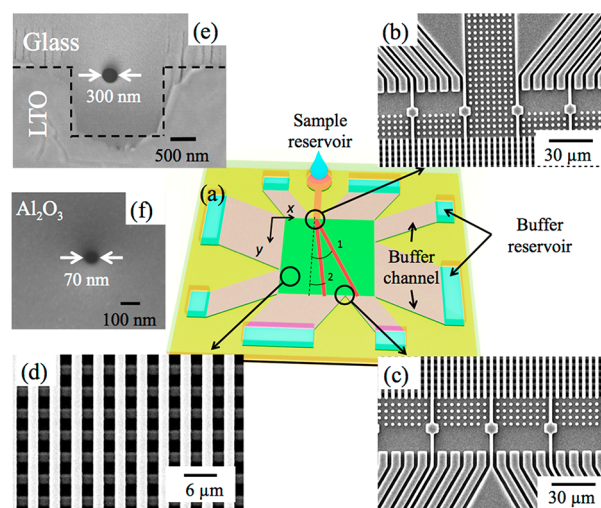 (e)
Glass
300 nm
LTO
500 nm
(b)
30 µm
Sample
reservoir
(a)
x
y
1
2
Buffer
reservoir
Buffer
channel
Al₂O₃
(f)
70 nm
100 nm
(d)
6 µm
(c)
30 µm